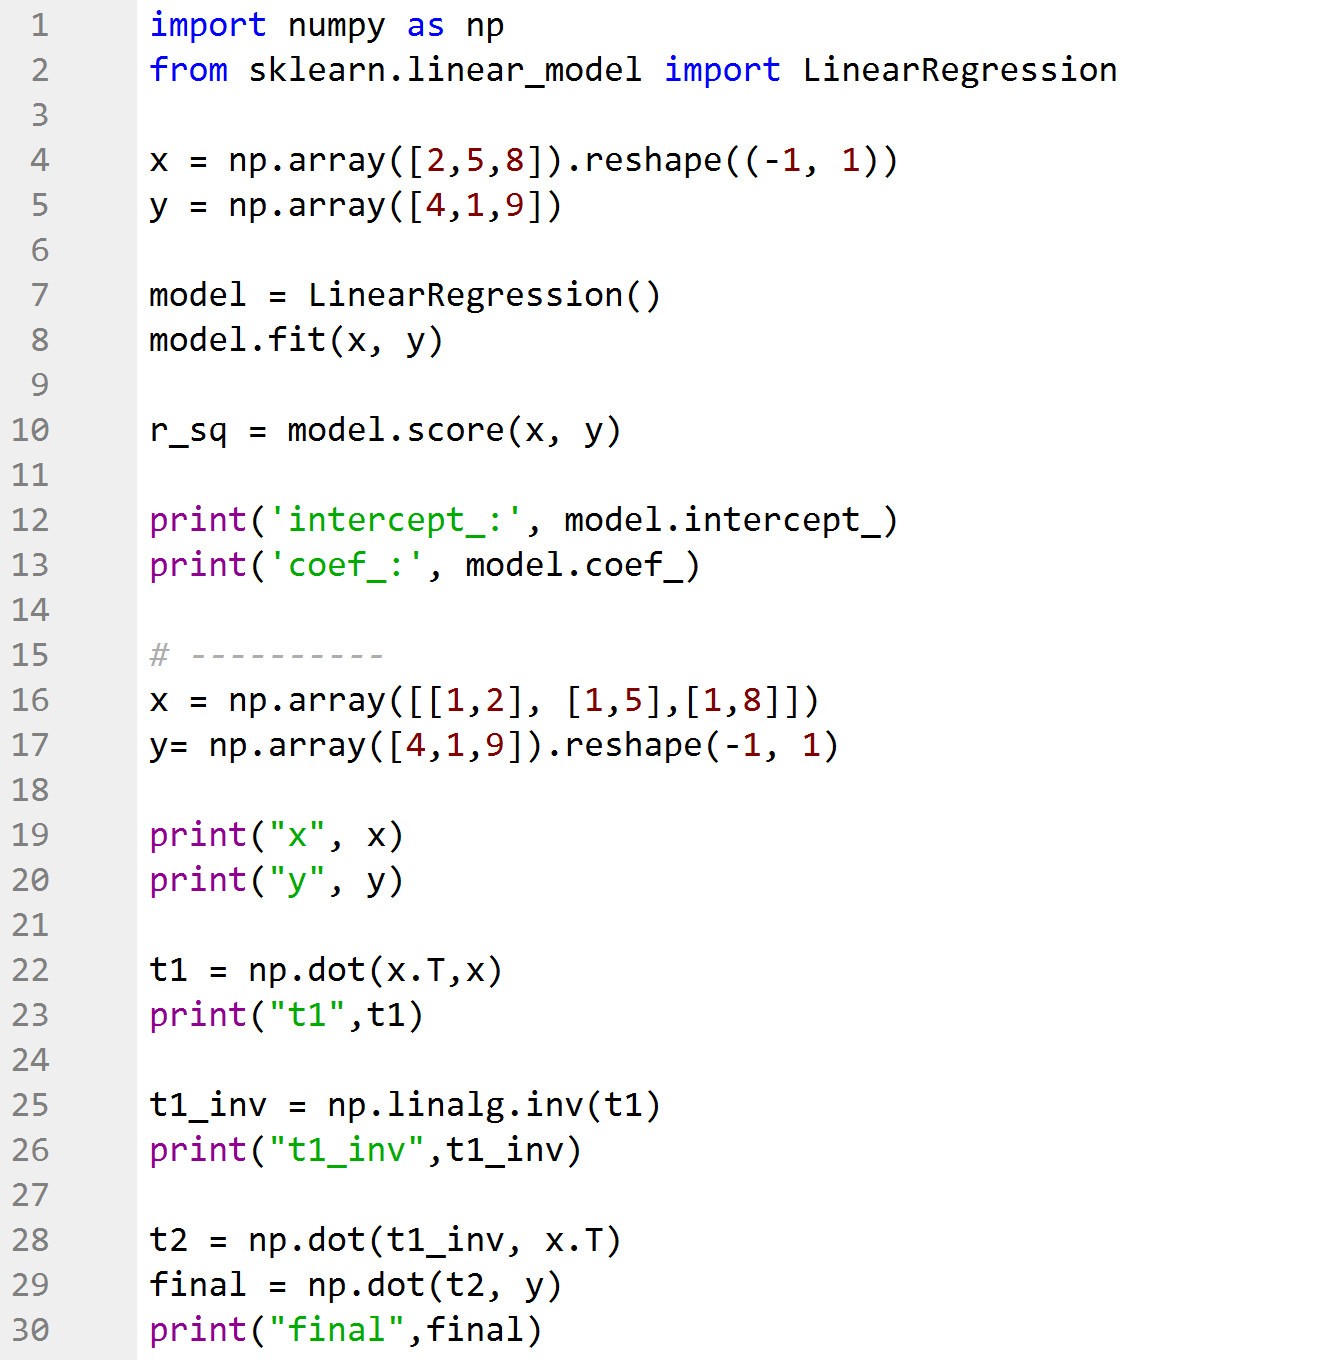 1 import numpy as np
2 from sklearn.linear_model import LinearRegression
3
4 x = np.array([2,5,8]).reshape((-1, 1))
5 y = np.array([4,1,9])
6
7 model = LinearRegression()
8 model.fit(x, y)
9
10 r_sq = model.score(x, y)
11
12 print('intercept_:', model.intercept_)
13 print('coef_:', model.coef_)
14
15 # ----------
16 x = np.array([[1,2], [1,5],[1,8]])
17 y= np.array([4,1,9]).reshape(-1, 1)
18
19 print("x", x)
20 print("y", y)
21
22 t1 = np.dot(x.T,x)
23 print("t1",t1)
24
25 t1_inv = np.linalg.inv(t1)
26 print("t1_inv",t1_inv)
27
28 t2 = np.dot(t1_inv, x.T)
29 final = np.dot(t2, y)
30 print("final",final)